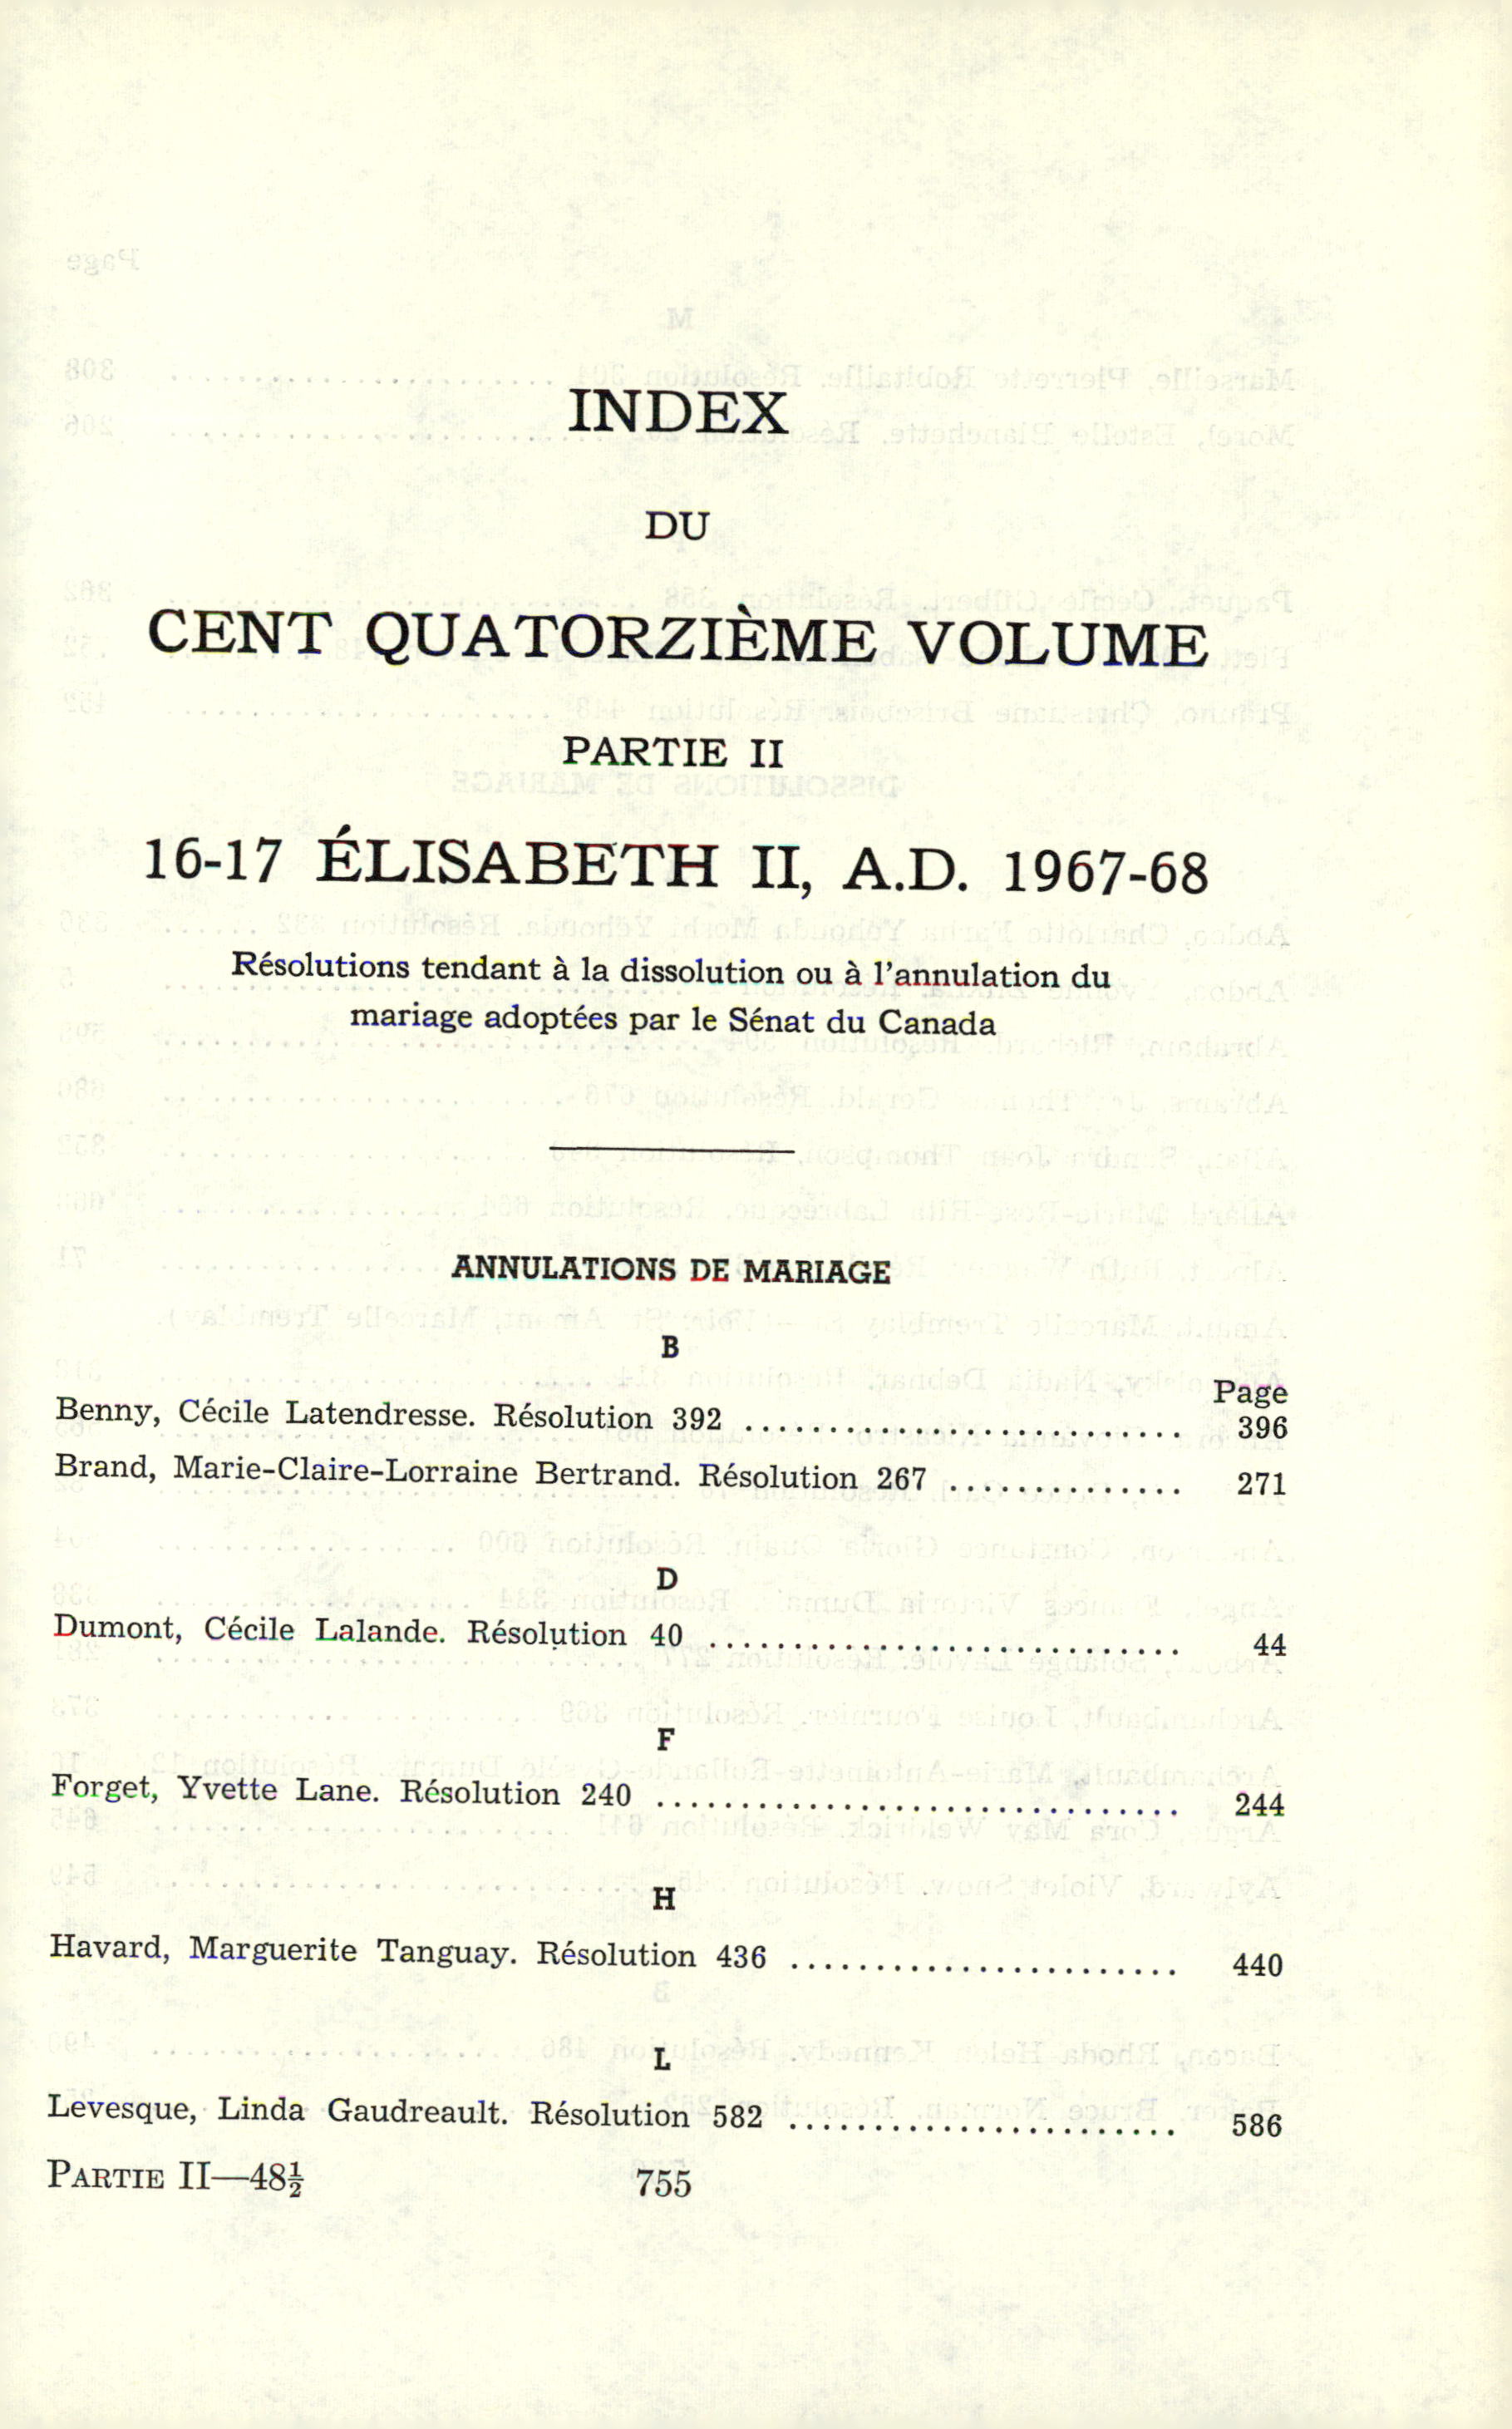 INDEX
DU
CENT QUATORZIÈME VOLUME
PARTIE II
16-17 ÉLISABETH II, A.D. 1967-68
Résolutions tendant à la dissolution ou à l'annulation du
mariage adoptées par le Sénat du Canada
ANNULATIONS DE MARIAGE
B
Page
Benny, Cécile Latendresse. Résolution 392 .......................... 396
Brand, Marie-Claire-Lorraine Bertrand. Résolution 267 .............. 271
D
Dumont, Cécile Lalande. Résolution 40 ............................ 44
F
Forget, Yvette Lane. Résolution 240 ............................... 244
H
Havard, Marguerite Tanguay. Résolution 436 ....................... 440
L
Levesque, Linda Gaudreault. Résolution 582 ....................... 586
PARTIE II—48½ 755